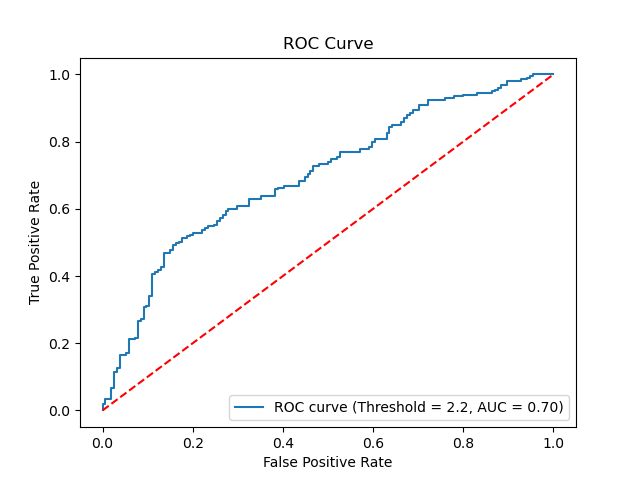 ROC Curve
True Positive Rate
1.0
0.8
0.6
0.4
0.2
0.0
ROC curve (Threshold = 2.2, AUC = 0.70)
0.0 0.2 0.4 0.6 0.8 1.0
False Positive Rate